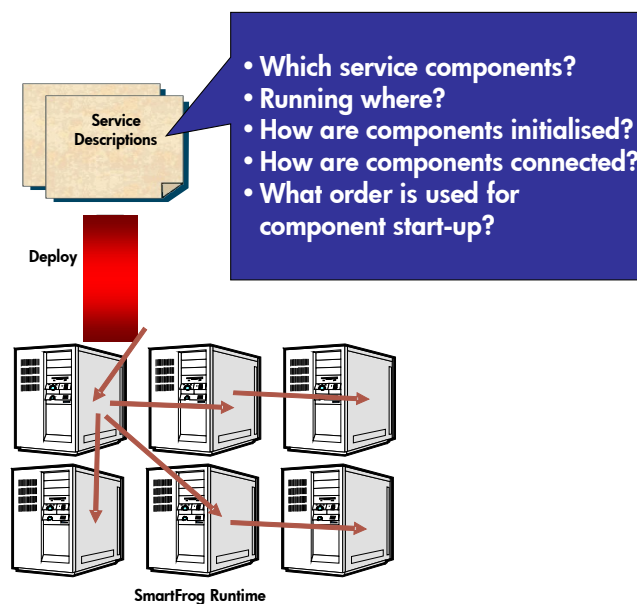 • Which service components?
• Running where?
• How are components initialised?
• How are components connected?
• What order is used for
component start-up?
Service
Descriptions
Deploy
SmartFrog Runtime